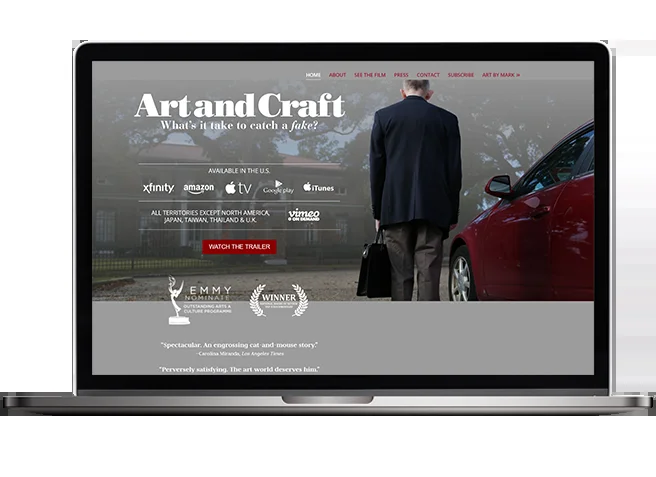 HOME ABOUT SEE THE FILM PRESS CONTACT SUBSCRIBE ART BY MARK »
Art and Craft
What's it take to catch a fake?
AVAILABLE IN THE U.S.
xfinity amazon tv Google play iTunes
ALL TERRITORIES EXCEPT NORTH AMERICA,
JAPAN, TAIWAN, THAILAND & U.K.
vimeo
ON DEMAND
WATCH THE TRAILER
EMMY
NOMINATE
OUTSTANDING ARTS &
CULTURE PROGRAMME
WINNER
"Spectacular. An engrossing cat-and-mouse story."
-Carolina Miranda, Los Angeles Times
"Perversely satisfying. The art world deserves him."